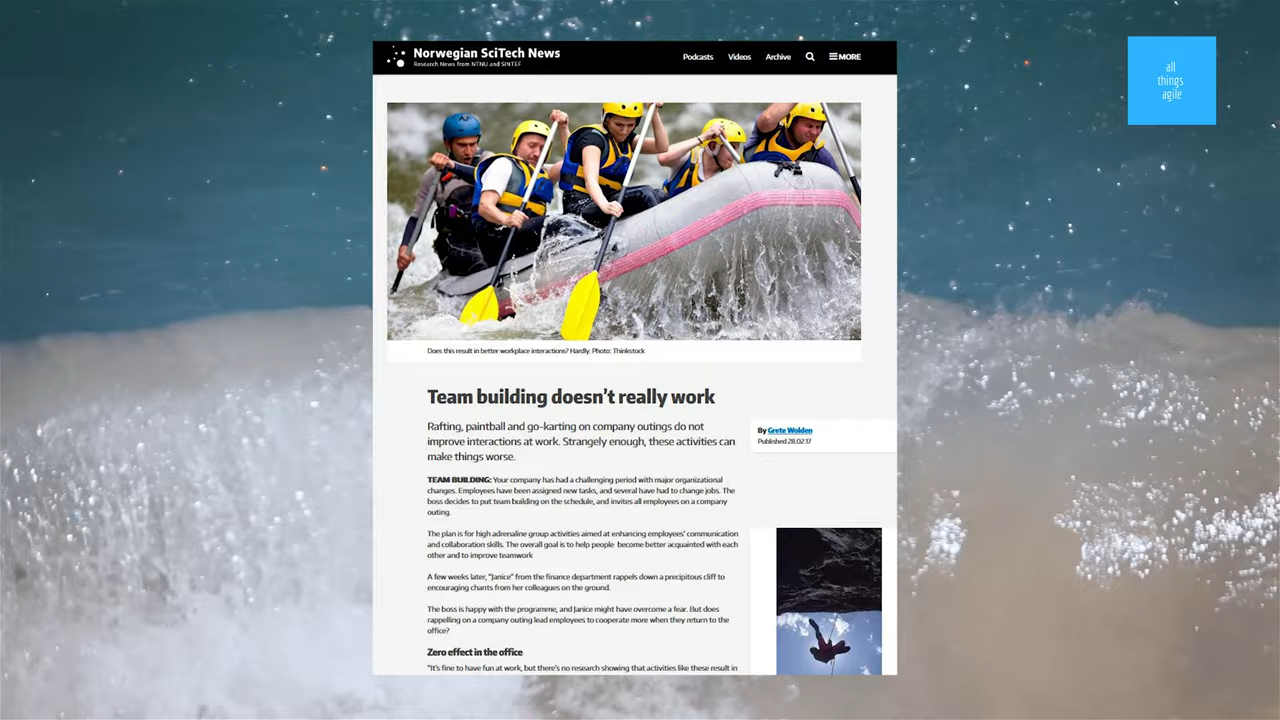 Norwegian SciTech News
Research News from NTNU and SINTEF
Podcasts Videos Archive MORE
all
things
agile
Does this result in better workplace interactions? Hardly. Photo: Thinkstock
Team building doesn't really work
Rafting, paintball and go-karting on company outings do not
improve interactions at work. Strangely enough, these activities can
make things worse.
By Grete Wolden
Published 28.02.17
TEAM BUILDING: Your company has had a challenging period with major organizational
changes. Employees have been assigned new tasks, and several have had to change jobs. The
boss decides to put team building on the schedule, and invites all employees on a company
outing.
The plan is for high adrenaline group activities aimed at enhancing employees' communication
and collaboration skills. The overall goal is to help people become better acquainted with each
other and to improve teamwork
A few weeks later, "Janice" from the finance department rappels down a precipitous cliff to
encouraging chants from her colleagues on the ground.
The boss is happy with the programme, and Janice might have overcome a fear. But does
rappelling on a company outing lead employees to cooperate more when they return to the
office?
Zero effect in the office
"It's fine to have fun at work, but there's no research showing that activities like these result in